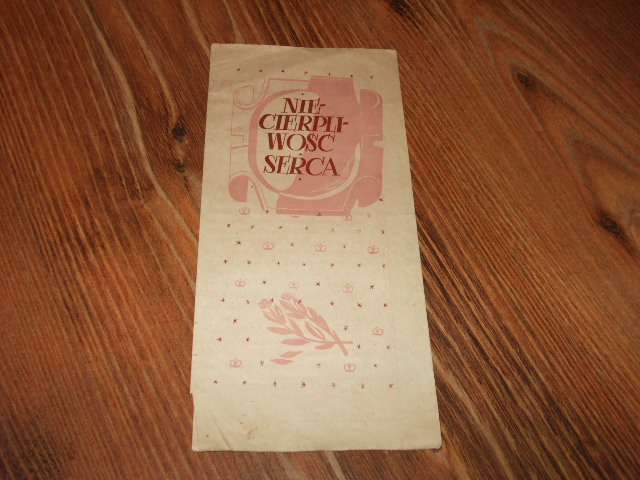 NIE-
CIERPLI-
WOŚĆ
SERCA